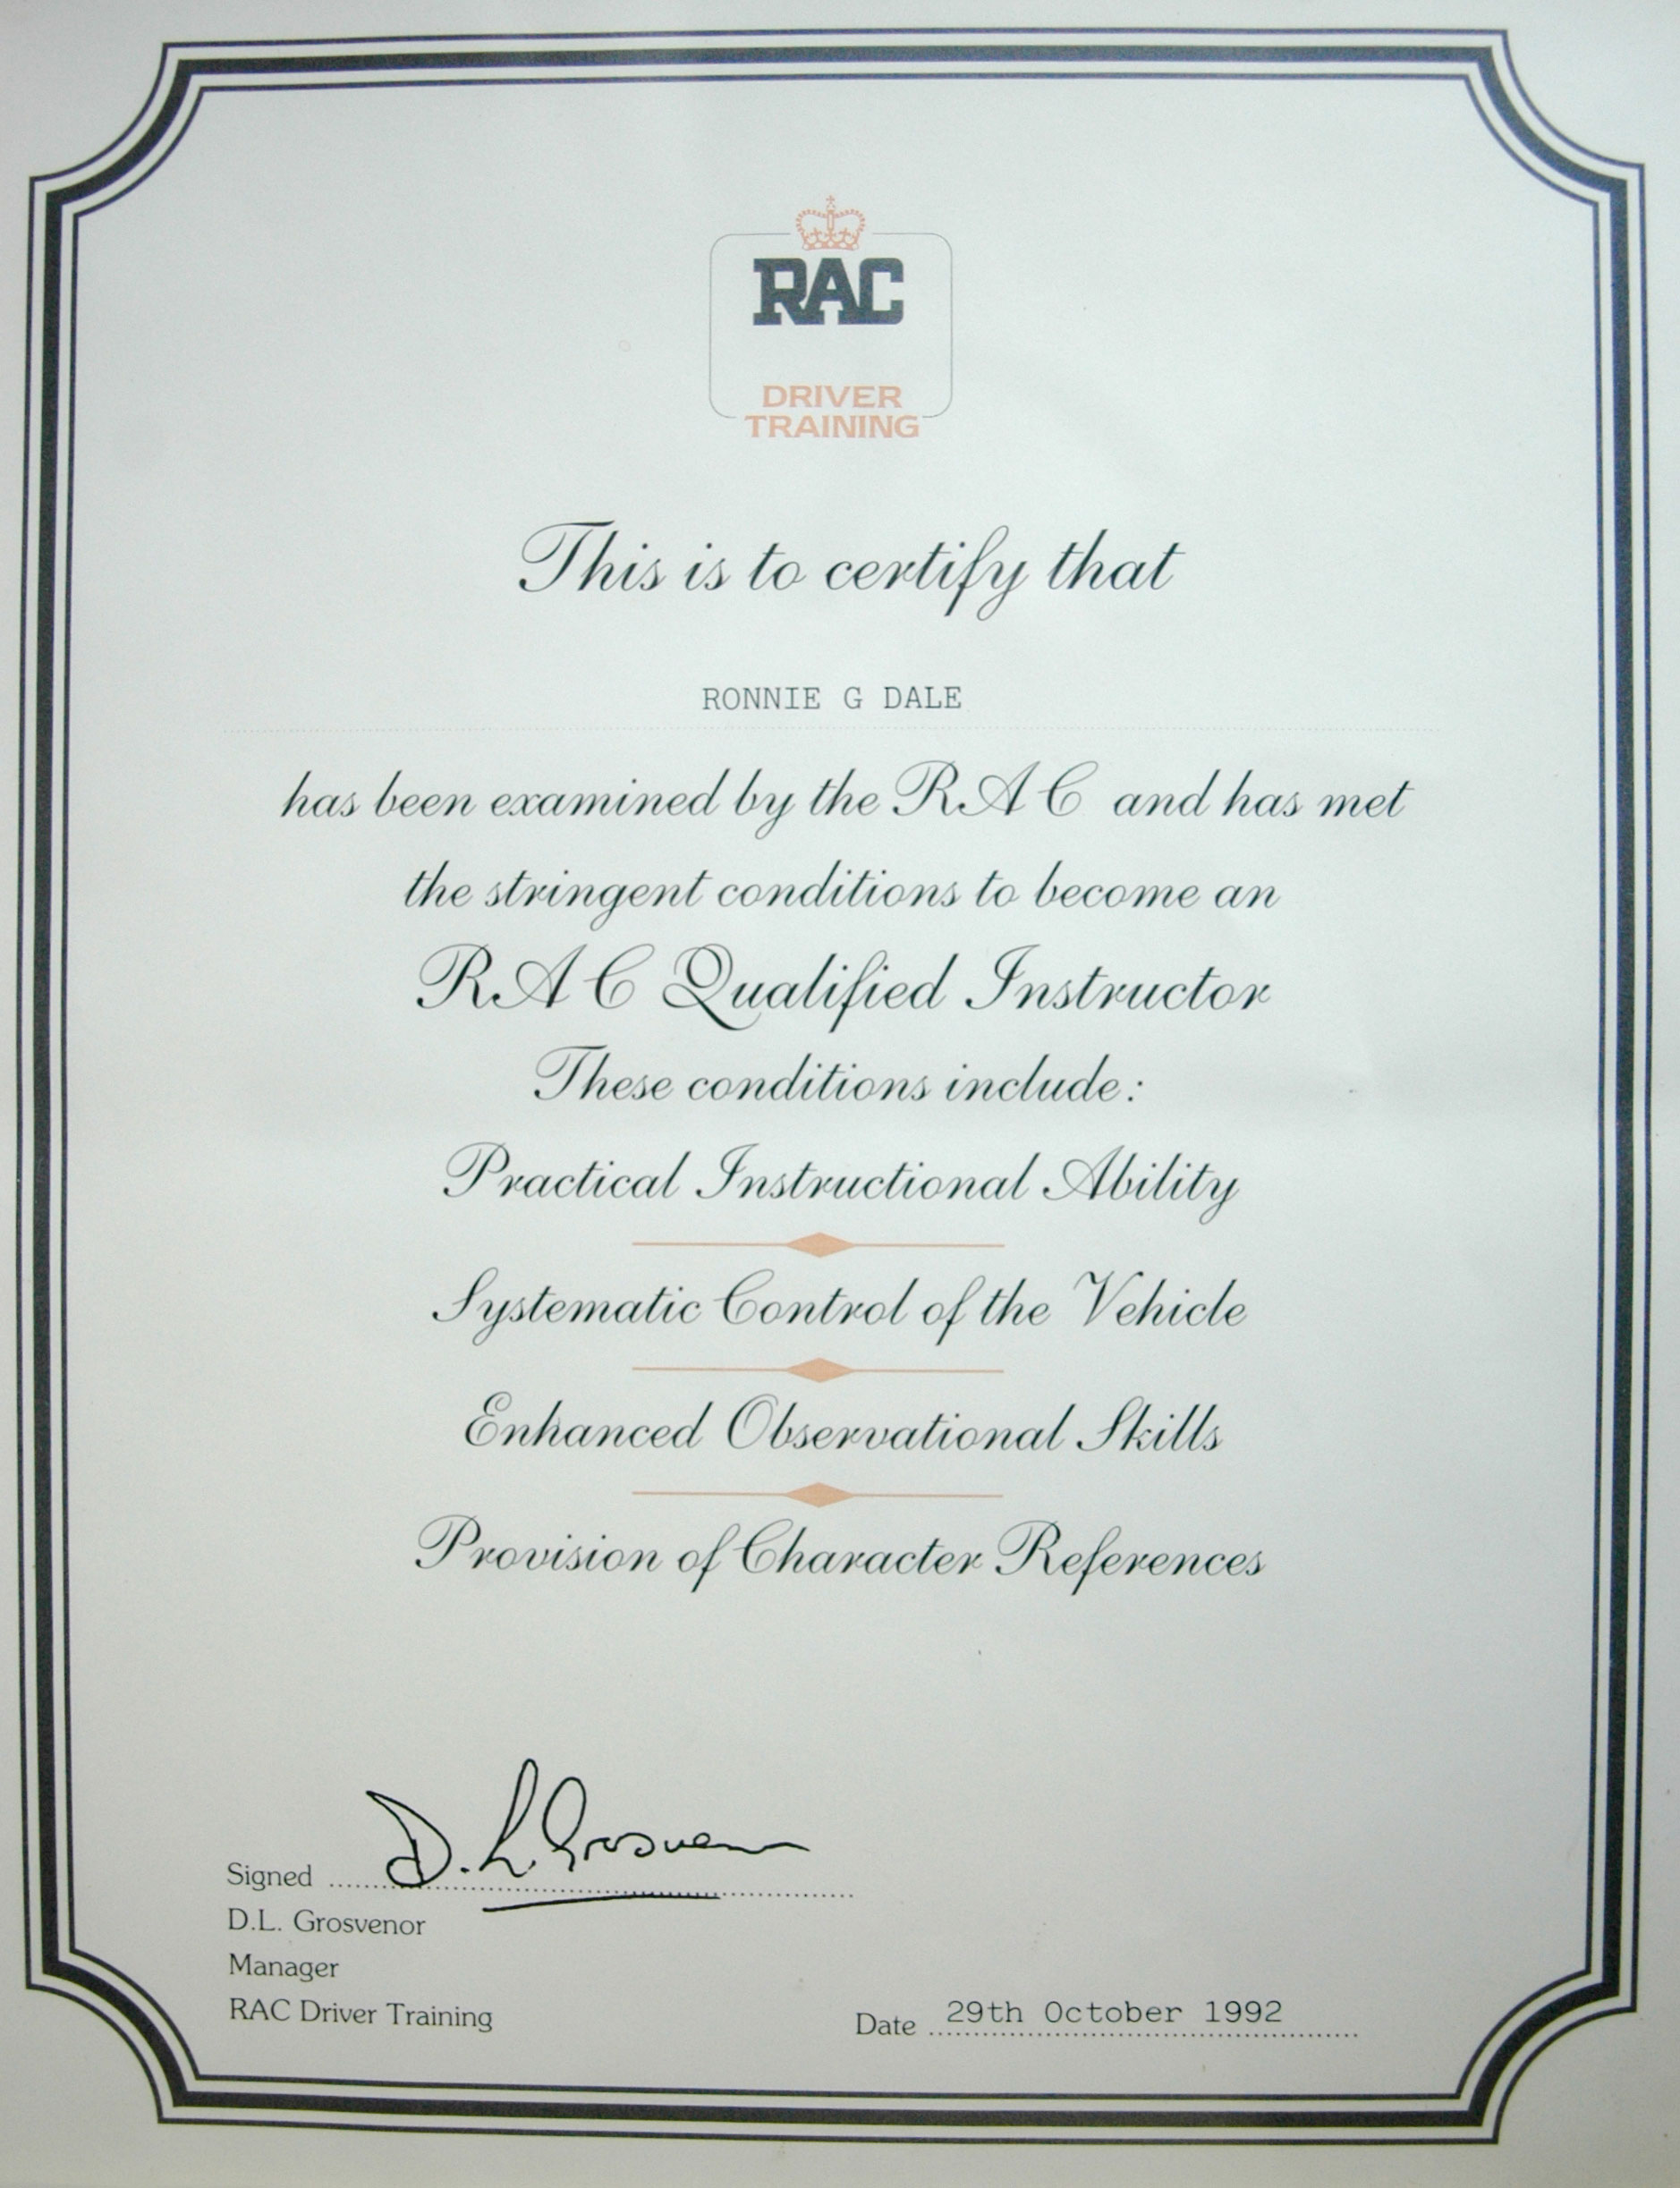 RAC
DRIVER
TRAINING
This is to certify that
RONNIE G DALE
has been examined by the RAC and has met
the stringent conditions to become an
RAC Qualified Instructor
These conditions include:
Practical Instructional Ability
Systematic Control of the Vehicle
Enhanced Observational Skills
Provision of Character References
Signed D.L. Grosvenor
D.L. Grosvenor
Manager
RAC Driver Training
Date 29th October 1992